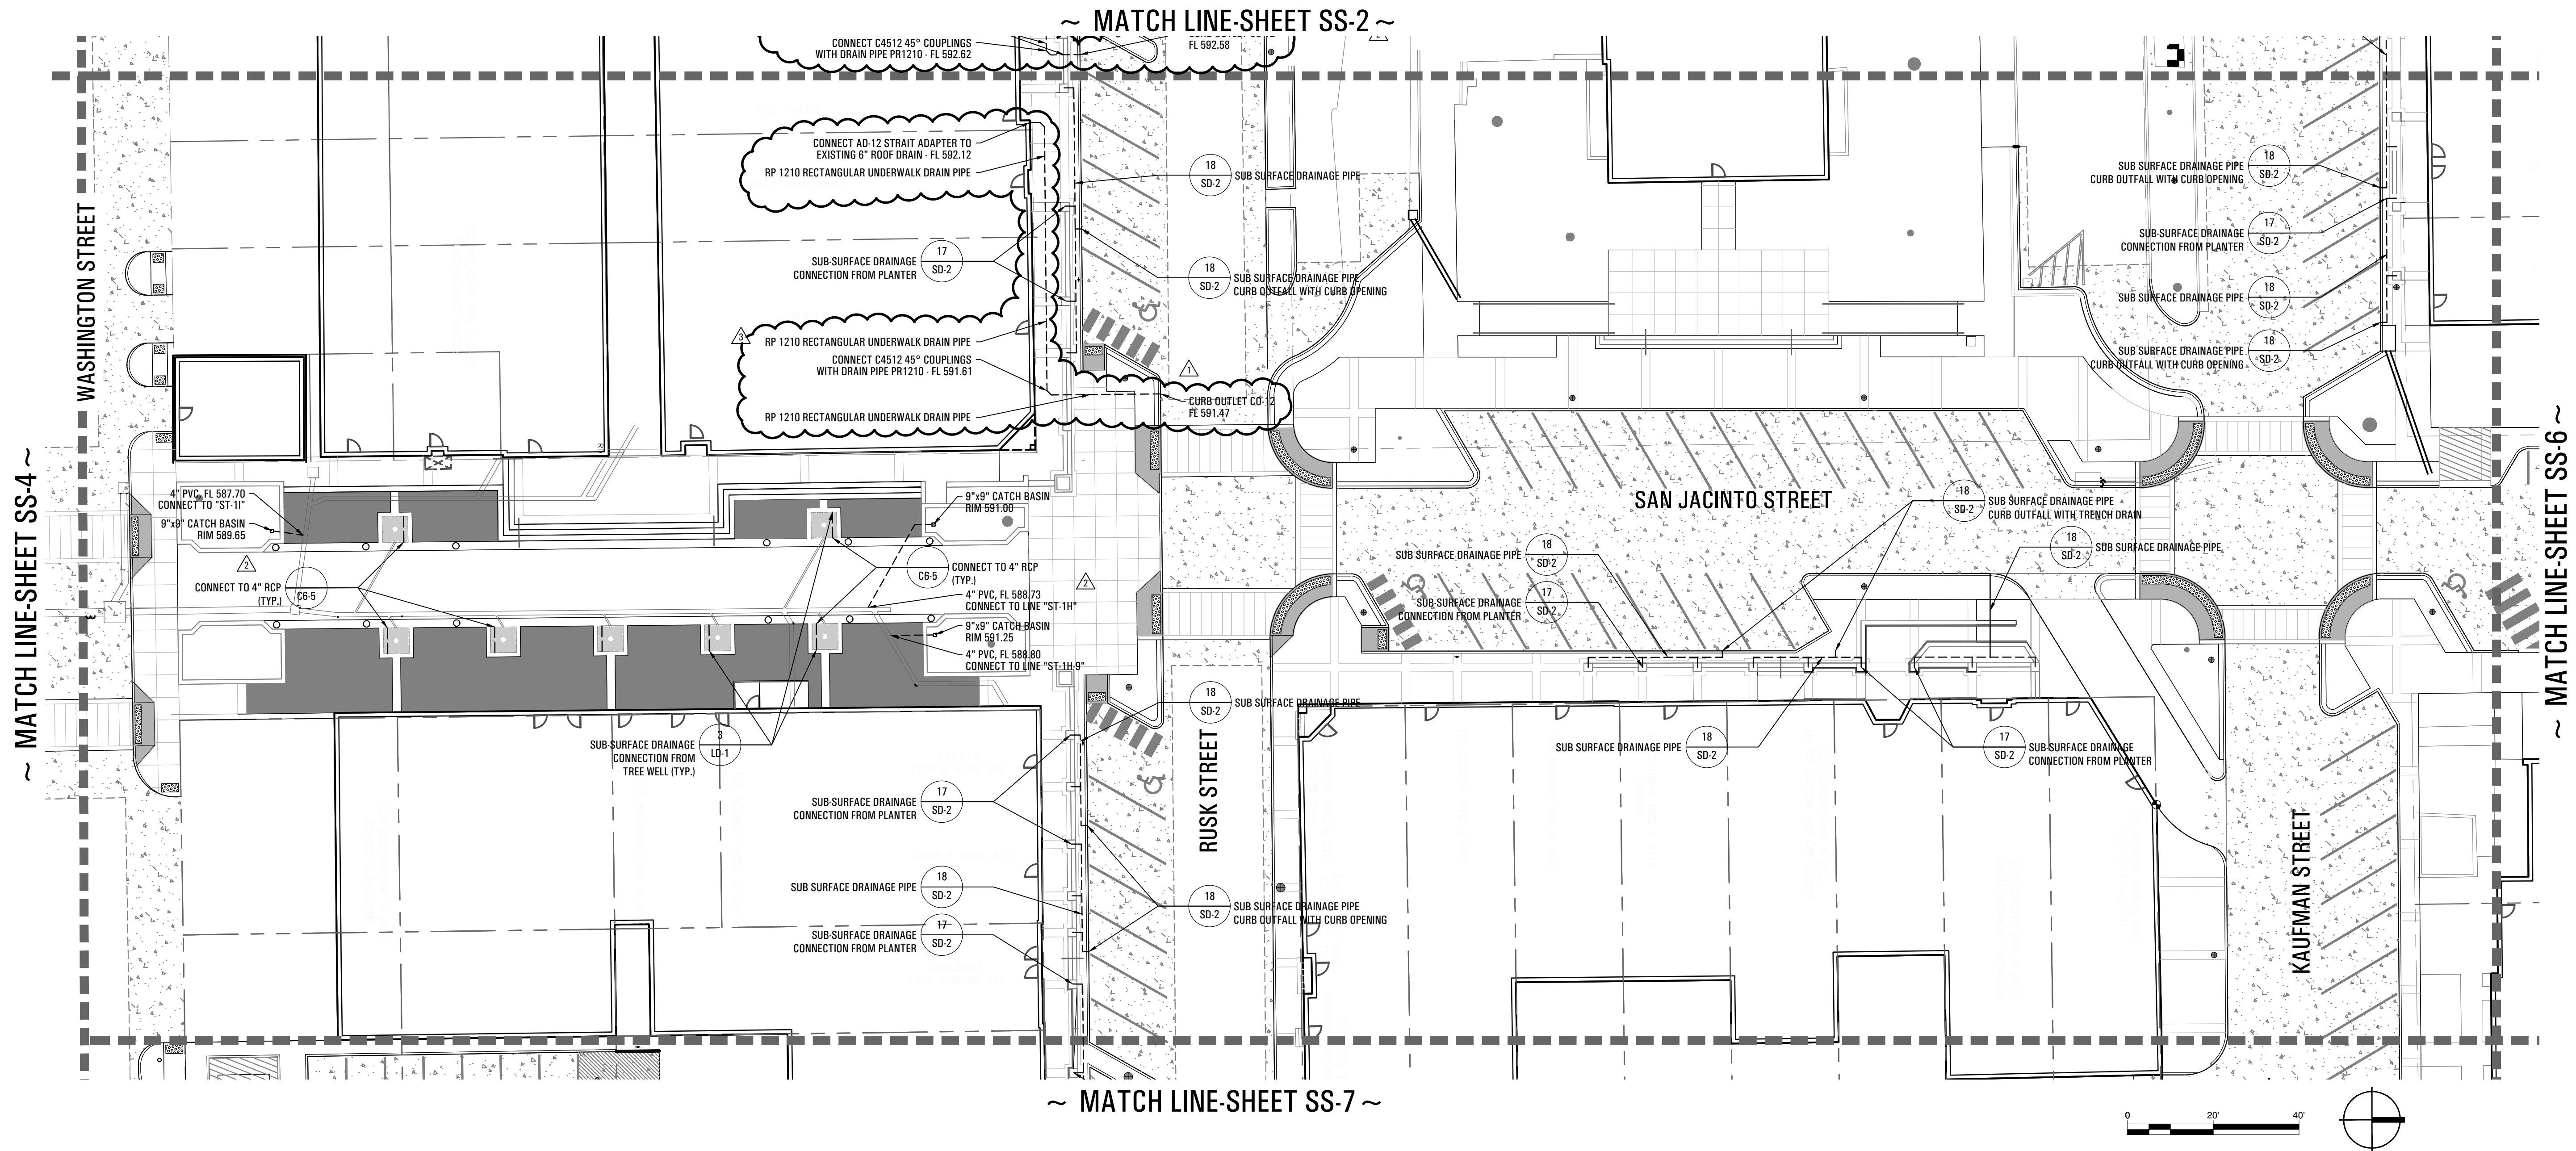 ~ MATCH LINE-SHEET SS-2 ~
CONNECT C4512 45° COUPLINGS
WITH DRAIN PIPE PR1210 - FL 592.62
FL 592.58
2
CONNECT AD-12 STRAIT ADAPTER TO
EXISTING 6" ROOF DRAIN - FL 592.12
RP 1210 RECTANGULAR UNDERWALK DRAIN PIPE
18
SD-2
SUB SURFACE DRAINAGE PIPE
17
SD-2
SUB-SURFACE DRAINAGE
CONNECTION FROM PLANTER
18
SD-2
SUB SURFACE DRAINAGE PIPE
CURB OUTFALL WITH CURB OPENING
3
RP 1210 RECTANGULAR UNDERWALK DRAIN PIPE
CONNECT C4512 45° COUPLINGS
WITH DRAIN PIPE PR1210 - FL 591.61
RP 1210 RECTANGULAR UNDERWALK DRAIN PIPE
1
CURB OUTLET CO-12
FL 591.47
SUB SURFACE DRAINAGE PIPE
CURB OUTFALL WITH CURB OPENING
18
SD-2
SUB-SURFACE DRAINAGE
CONNECTION FROM PLANTER
17
SD-2
SUB SURFACE DRAINAGE PIPE
18
SD-2
SUB SURFACE DRAINAGE PIPE
CURB OUTFALL WITH CURB OPENING
18
SD-2
WASHINGTON STREET
~ MATCH LINE-SHEET SS-4 ~
~ MATCH LINE-SHEET SS-6 ~
4" PVC, FL 587.70
CONNECT TO "ST-1I"
9"x9" CATCH BASIN
RIM 589.65
2
CONNECT TO 4" RCP
(TYP.)
C6-5
9"x9" CATCH BASIN
RIM 591.00
C6-5
CONNECT TO 4" RCP
(TYP.)
4" PVC, FL 588.73
CONNECT TO LINE "ST-1H"
9"x9" CATCH BASIN
RIM 591.25
4" PVC, FL 588.80
CONNECT TO LINE "ST-1H.9"
2
SAN JACINTO STREET
18
SD-2
SUB SURFACE DRAINAGE PIPE
CURB OUTFALL WITH TRENCH DRAIN
SUB SURFACE DRAINAGE PIPE
18
SD-2
18
SD-2
SUB SURFACE DRAINAGE PIPE
SUB-SURFACE DRAINAGE
CONNECTION FROM PLANTER
17
SD-2
18
SD-2
SUB SURFACE DRAINAGE PIPE
SUB-SURFACE DRAINAGE
CONNECTION FROM
TREE WELL (TYP.)
3
LD-1
SUB SURFACE DRAINAGE PIPE
18
SD-2
17
SD-2
SUB-SURFACE DRAINAGE
CONNECTION FROM PLANTER
RUSK STREET
KAUFMAN STREET
SUB-SURFACE DRAINAGE
CONNECTION FROM PLANTER
17
SD-2
SUB SURFACE DRAINAGE PIPE
18
SD-2
18
SD-2
SUB SURFACE DRAINAGE PIPE
CURB OUTFALL WITH CURB OPENING
SUB-SURFACE DRAINAGE
CONNECTION FROM PLANTER
17
SD-2
~ MATCH LINE-SHEET SS-7 ~
0 20' 40'